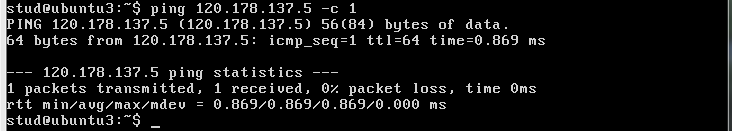 stud@ubuntu3:~$ ping 120.178.137.5 -c 1
PING 120.178.137.5 (120.178.137.5) 56(84) bytes of data.
64 bytes from 120.178.137.5: icmp_seq=1 ttl=64 time=0.869 ms

--- 120.178.137.5 ping statistics ---
1 packets transmitted, 1 received, 0% packet loss, time 0ms
rtt min/avg/max/mdev = 0.869/0.869/0.869/0.000 ms
stud@ubuntu3:~$ _